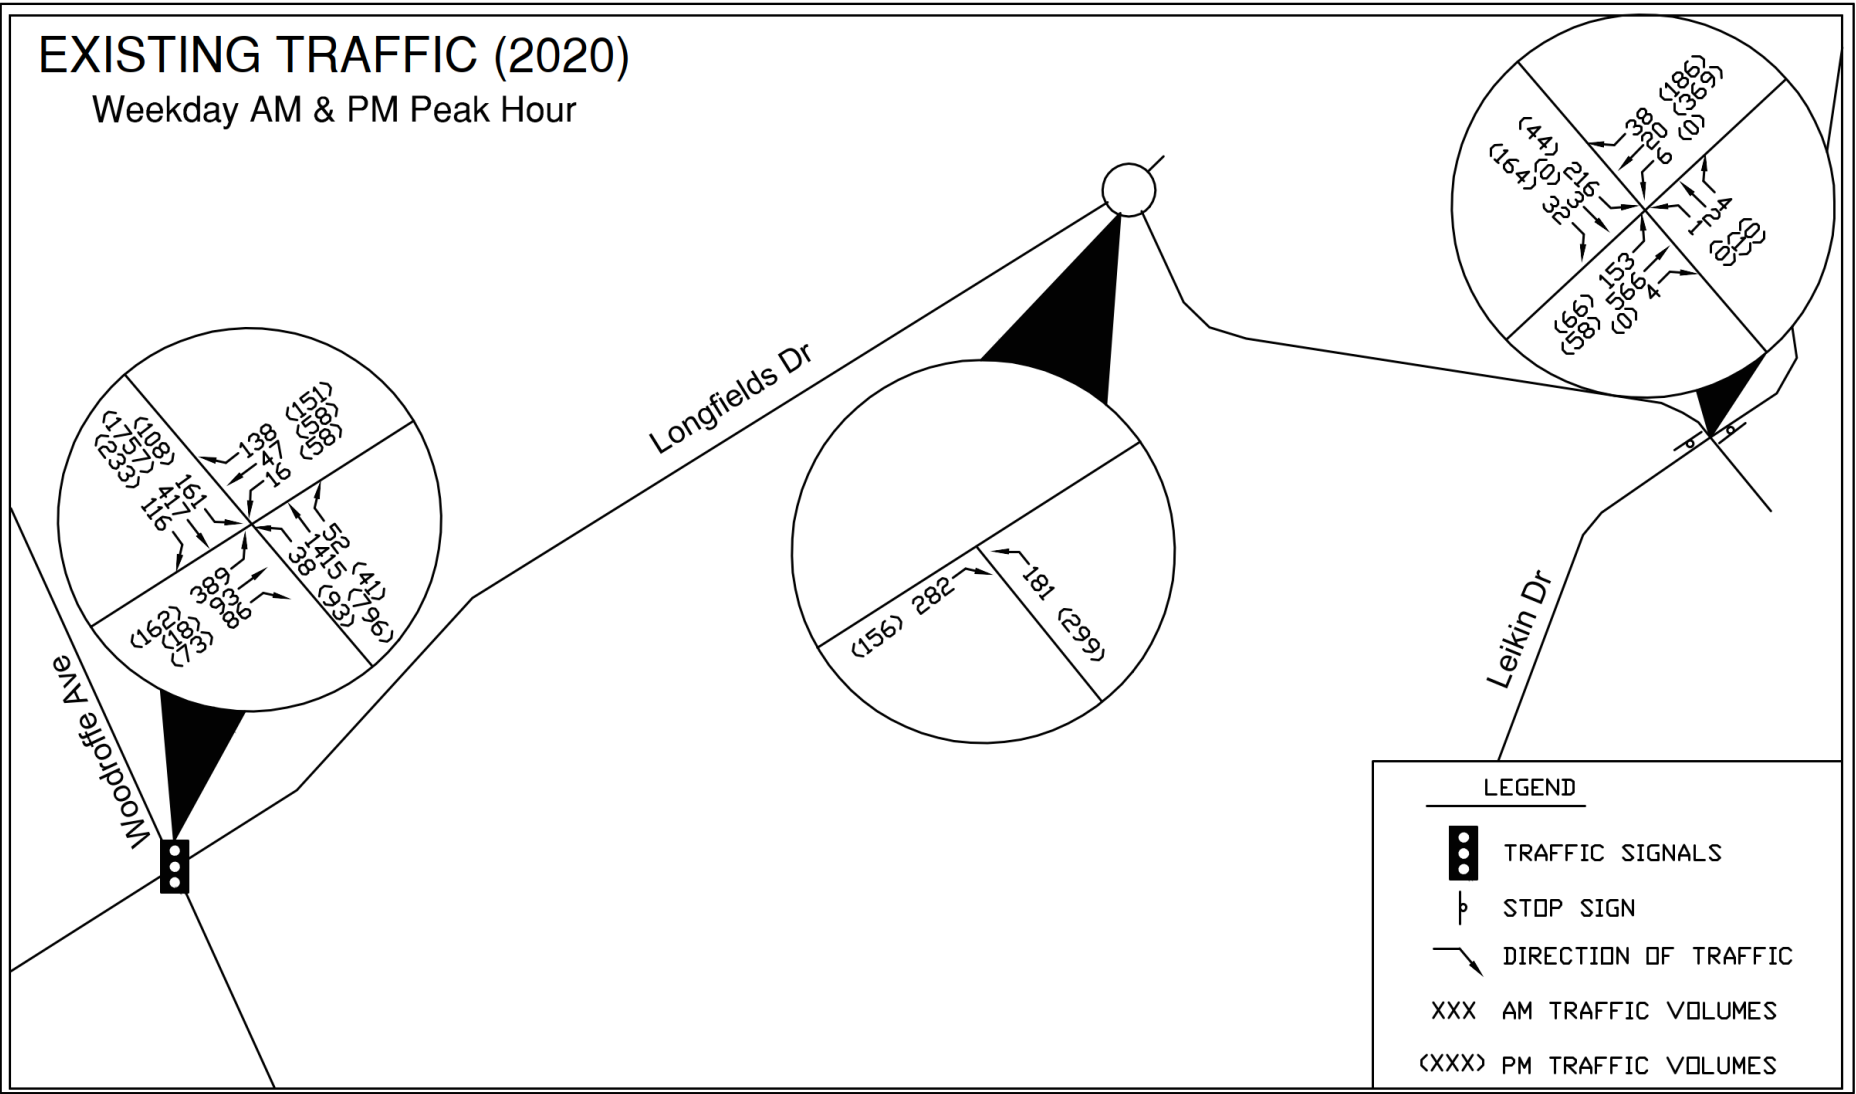 EXISTING TRAFFIC (2020)
Weekday AM & PM Peak Hour
38 (186)
20 (369)
6 (0)
(44) 216
(0) 3
(164) 32
4 (0)
2 (1)
1 (0)
(66) 153
(58) 566
(0) 4
Longfields Dr
138 (151)
47 (58)
16 (58)
(108) 161
(1757) 417
(233) 116
52 (41)
1415 (796)
38 (93)
(162) 389
(18) 93
(73) 86
(156) 282
181 (299)
Woodroffe Ave
Leikin Dr
LEGEND
TRAFFIC SIGNALS
STOP SIGN
DIRECTION OF TRAFFIC
XXX AM TRAFFIC VOLUMES
(XXX) PM TRAFFIC VOLUMES